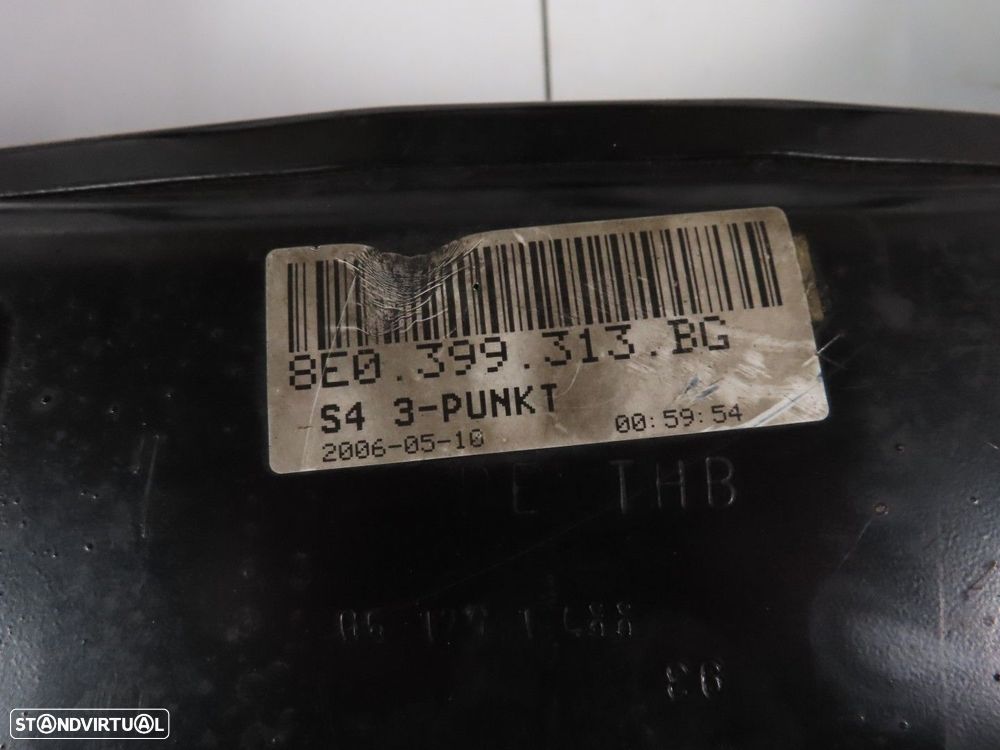 8E0.399.313.BG
S4 3-PUNKT
2006-05-10 00:59:54
THB
STANDVIRTUAL